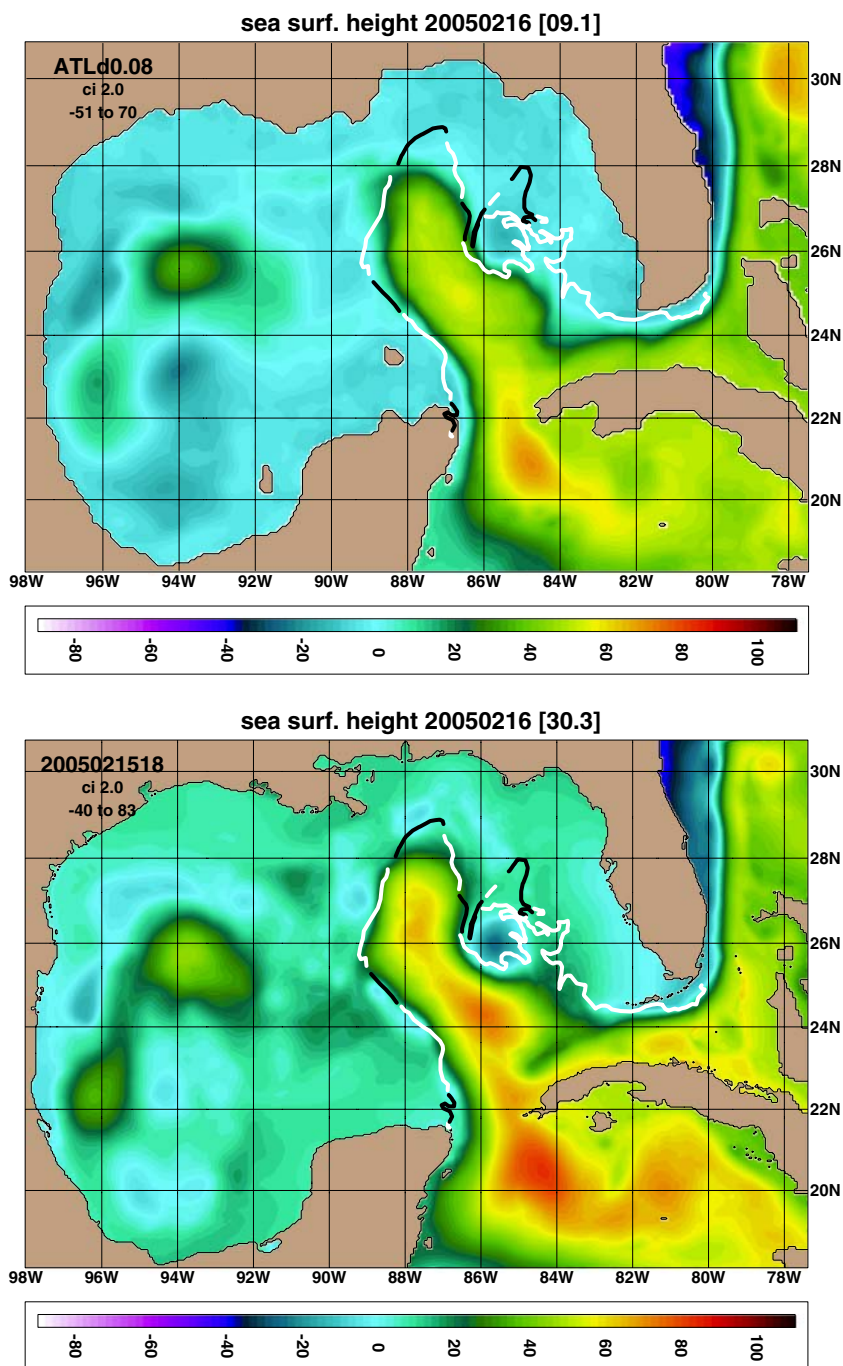 sea surf. height 20050216 [09.1]
ATLd0.08
ci 2.0
-51 to 70
30N
28N
26N
24N
22N
20N
98W 96W 94W 92W 90W 88W 86W 84W 82W 80W 78W
-80 -60 -40 -20 0 20 40 60 80 100
sea surf. height 20050216 [30.3]
2005021518
ci 2.0
-40 to 83
30N
28N
26N
24N
22N
20N
98W 96W 94W 92W 90W 88W 86W 84W 82W 80W 78W
-80 -60 -40 -20 0 20 40 60 80 100